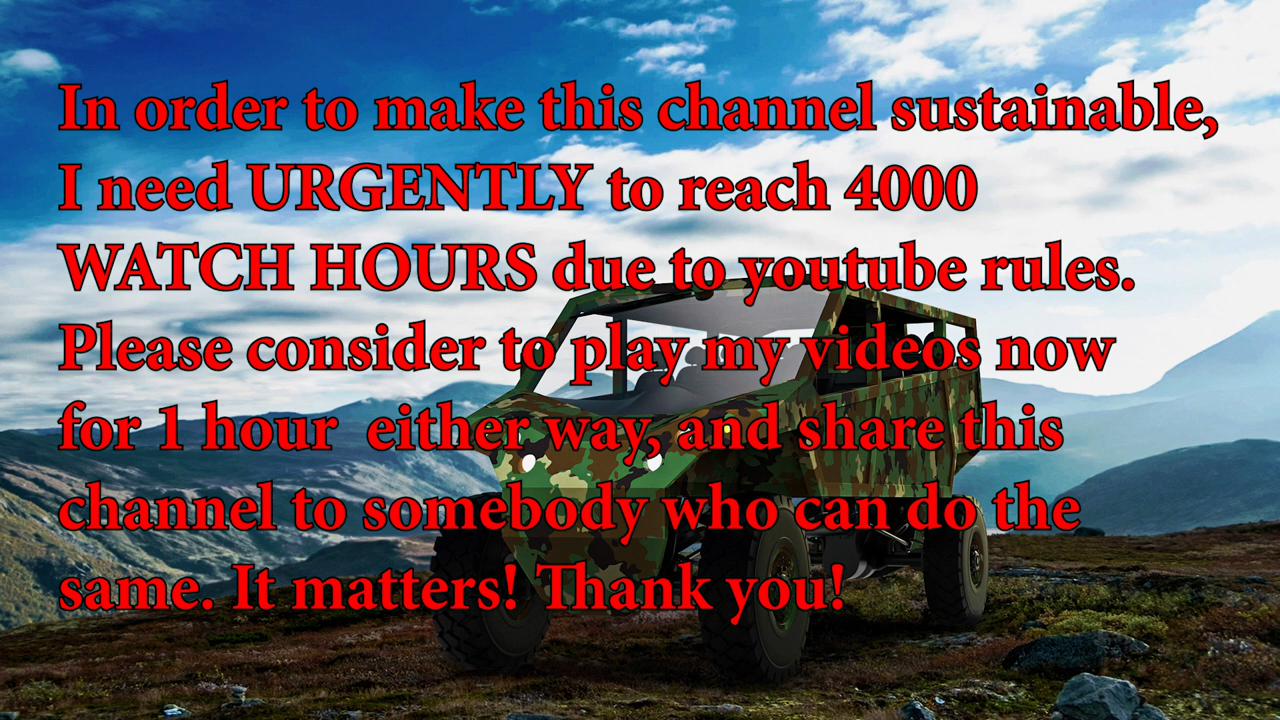 In order to make this channel sustainable,
I need URGENTLY to reach 4000
WATCH HOURS due to youtube rules.
Please consider to play my videos now
for 1 hour  either way, and share this
channel to somebody who can do the
same. It matters! Thank you!